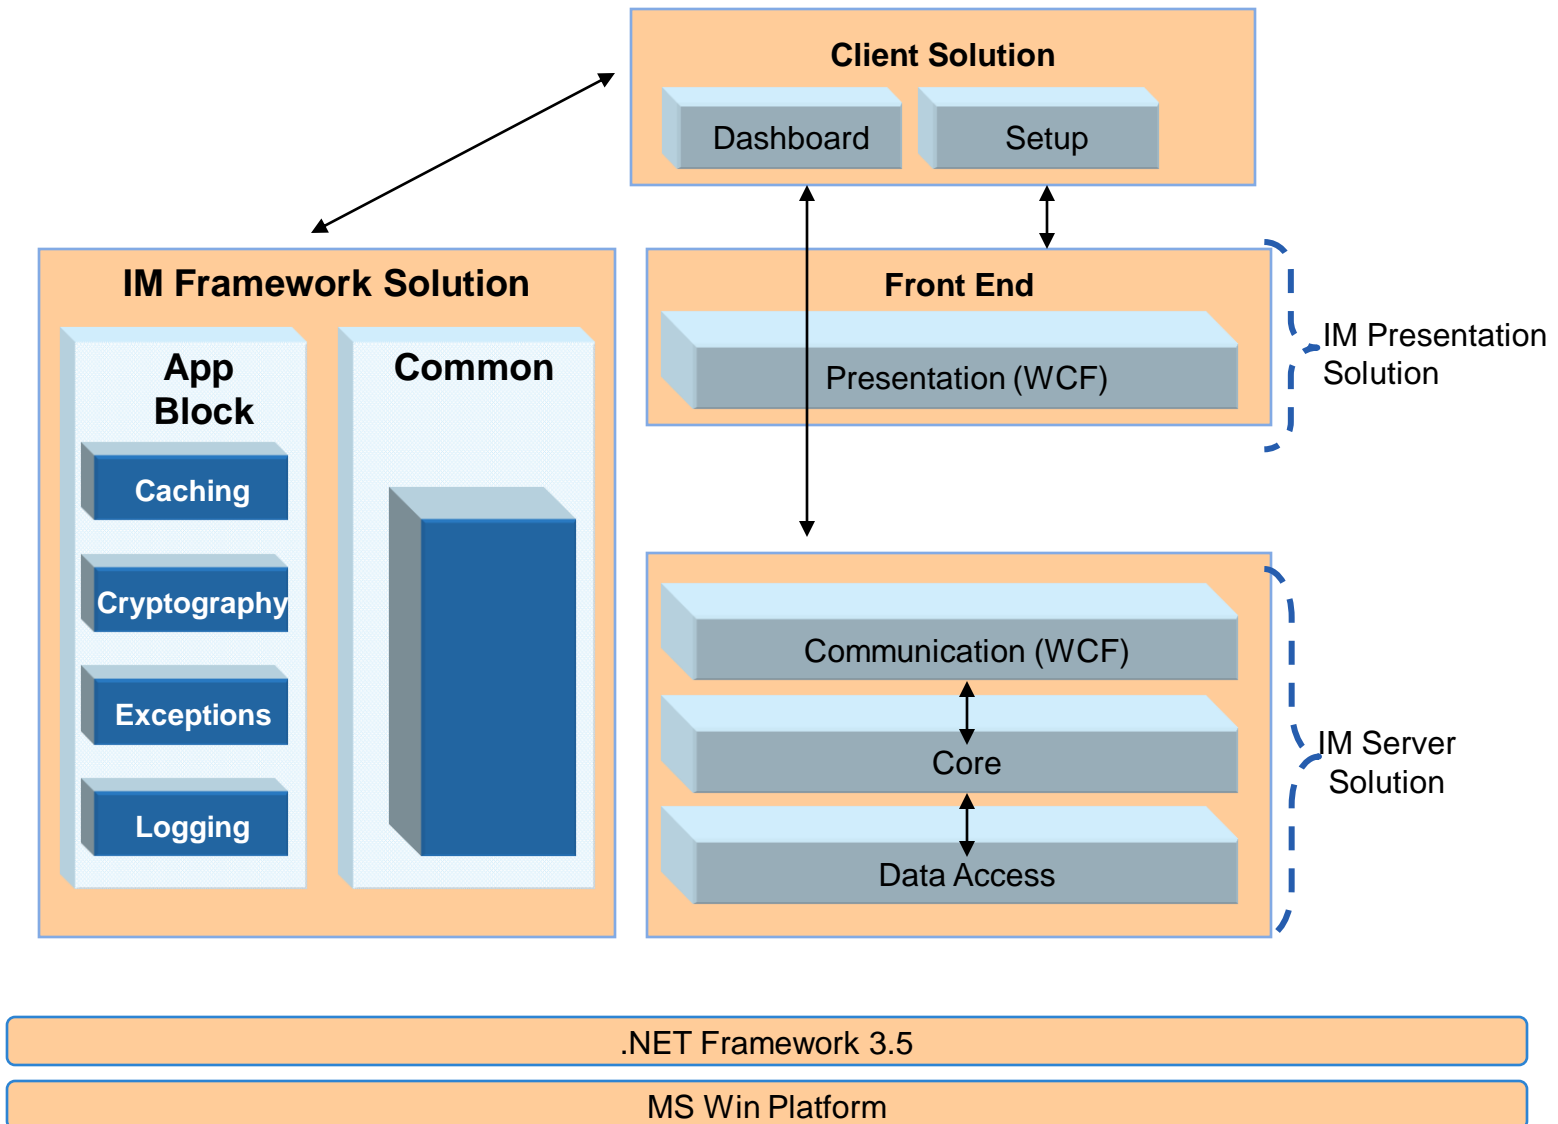 Client Solution
Dashboard
Setup
IM Framework Solution
App
Block
Caching
Cryptography
Exceptions
Logging
Common
Front End
Presentation (WCF)
IM Presentation
Solution
Communication (WCF)
Core
Data Access
IM Server
Solution
.NET Framework 3.5
MS Win Platform